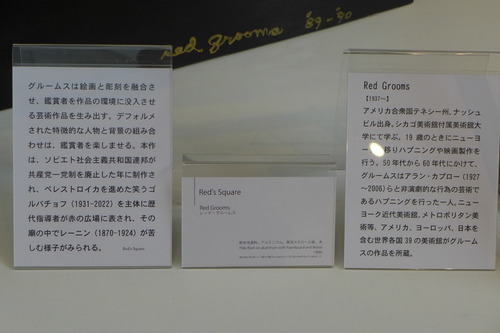 red grooms '89-'90
グルームスは絵画と彫刻を融合さ
せ、鑑賞者を作品の環境に没入させ
る芸術作品を生み出す。デフォルメ
された特徴的な人物と背景の組み合
わせは、鑑賞者を楽しませる。本作
は、ソビエト社会主義共和国連邦が
共産党一党制を廃止した年に制作さ
れ、ペレストロイカを進めた笑うゴ
ルバチョフ(1931-2022)を主体に歴
代指導者が赤の広場に表され、その
廟の中でレーニン(1870-1924)が苦
しむ様子がみられる。
Red's Square
Red's Square
Red Grooms
レッド・グルームス
Red Grooms
【1937～】
アメリカ合衆国テネシー州、ナッシュ
ビル出身。シカゴ美術館付属美術館大
学にて学ぶ。19歳のときにニューヨー
移りハプニングや映画製作を
行う。50年代から60年代にかけて、
グルームスはアラン・カプロー(1927
～2006)らと非演劇的な行為の芸術で
あるハプニングを行った一人。ニュー
ヨーク近代美術館、メトロポリタン美
術等、アメリカ、ヨーロッパ、日本を
含む世界各国39の美術館がグルーム
スの作品を所蔵。